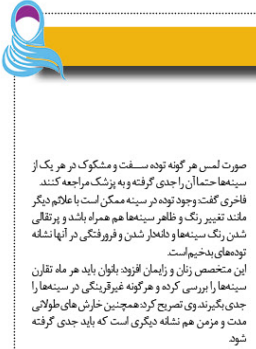 صورت لمس هر گونه توده سفت و مشکوک در هر یک از
سینه‌ها حتما آن را جدی گرفته و به پزشک مراجعه کنند.
فاخری گفت: وجود توده در سینه ممکن است با علائم دیگر
مانند تغییر رنگ و ظاهر سینه‌ها هم همراه باشد و پرتقالی
شدن رنگ سینه‌ها و دانه‌دار شدن و فرورفتگی در آنها نشانه
توده‌های بدخیم است.
این متخصص زنان و زایمان افزود: بانوان باید هر ماه تقارن
سینه‌ها را بررسی کرده و هرگونه غیرقرینگی در سینه‌ها را
جدی بگیرند. وی تصریح کرد: همچنین خارش های طولانی
مدت و مزمن هم نشانه دیگری است که باید جدی گرفته
شود.